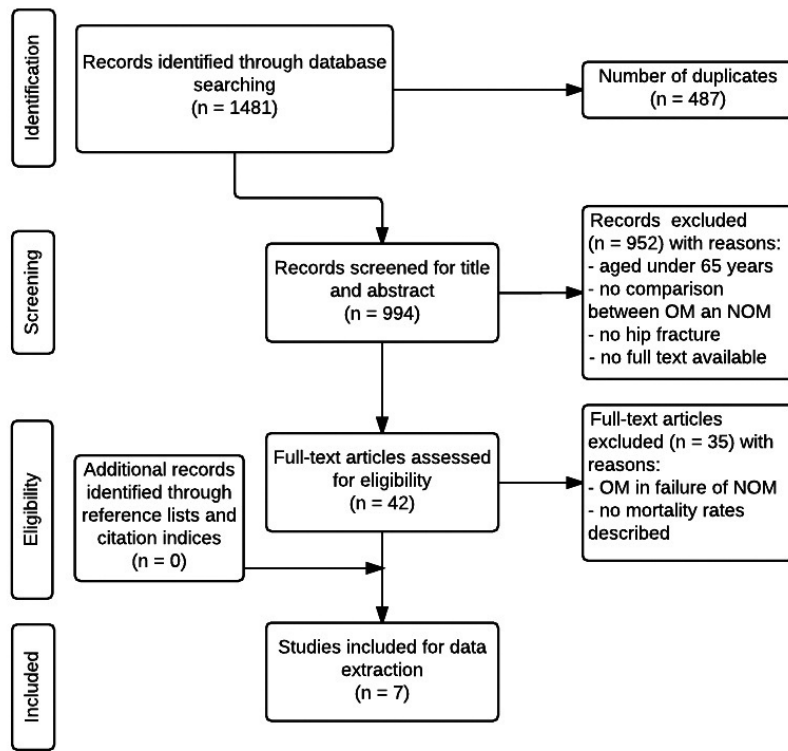 Identification
Records identified through database
searching
(n = 1481)
Number of duplicates
(n = 487)
Screening
Records screened for title
and abstract
(n = 994)
Records excluded
(n = 952) with reasons:
- aged under 65 years
- no comparison
between OM an NOM
- no hip fracture
- no full text available
Eligibility
Additional records
identified through
reference lists and
citation indices
(n = 0)
Full-text articles assessed
for eligibility
(n = 42)
Full-text articles
excluded (n = 35) with
reasons:
- OM in failure of NOM
- no mortality rates
described
Included
Studies included for data
extraction
(n = 7)